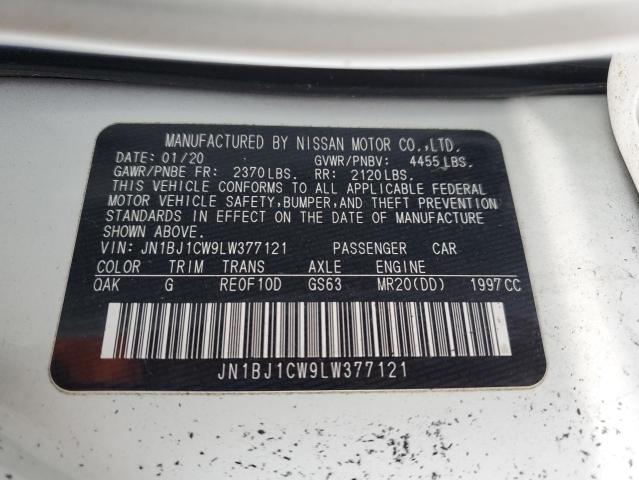 MANUFACTURED BY NISSAN MOTOR CO.,LTD.
DATE: 01/20 GVWR/PNBV: 4455LBS.
GAWR/PNBE FR: 2370LBS. RR: 2120LBS.
THIS VEHICLE CONFORMS TO ALL APPLICABLE FEDERAL
MOTOR VEHICLE SAFETY,BUMPER,AND THEFT PREVENTION
STANDARDS IN EFFECT ON THE DATE OF MANUFACTURE
SHOWN ABOVE.
VIN: JN1BJ1CW9LW377121 PASSENGER CAR
COLOR TRIM TRANS AXLE ENGINE
QAK G RE0F10D GS63 MR20(DD) 1997CC
JN1BJ1CW9LW377121